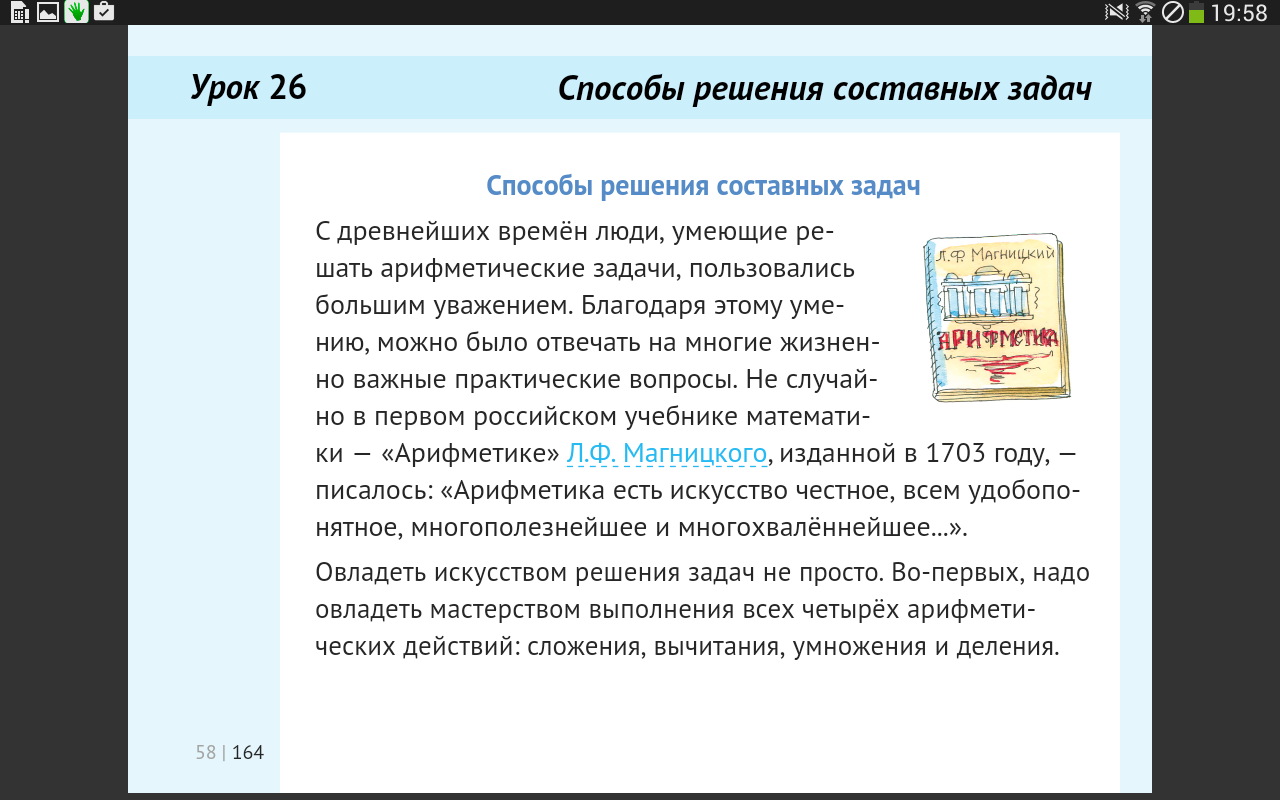 19:58
Урок 26
Способы решения составных задач
Способы решения составных задач
С древнейших времён люди, умеющие ре-
шать арифметические задачи, пользовались
большим уважением. Благодаря этому уме-
нию, можно было отвечать на многие жизнен-
но важные практические вопросы. Не случай-
но в первом российском учебнике математи-
ки — «Арифметике» Л.Ф. Магницкого, изданной в 1703 году, —
писалось: «Арифметика есть искусство честное, всем удобопо-
нятное, многополезнейшее и многохвалённейшее...».
Л.Ф. Магницкий
АРИФМЕТИКА
Овладеть искусством решения задач не просто. Во-первых, надо
овладеть мастерством выполнения всех четырёх арифмети-
ческих действий: сложения, вычитания, умножения и деления.
58 | 164